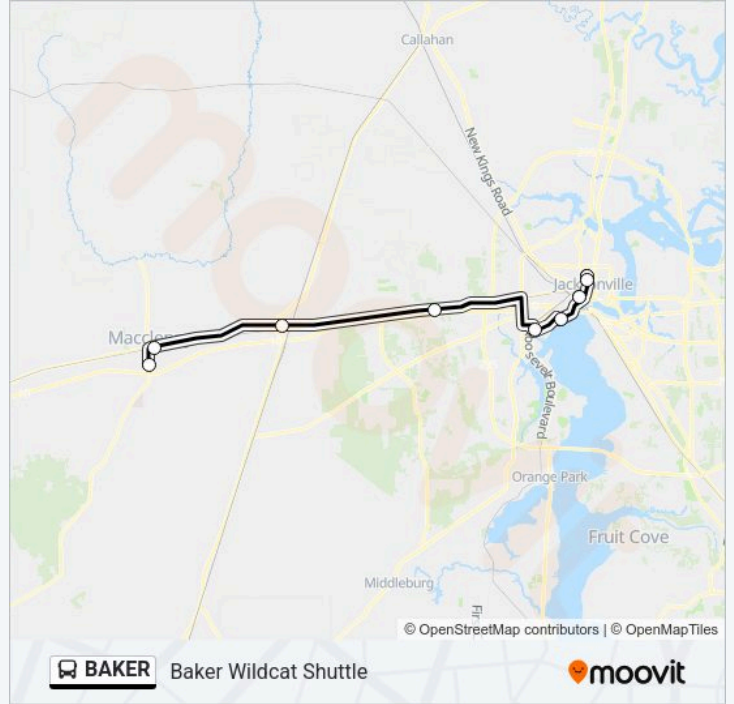 Callahan
New Kings Road
Jacksonville
Roosevelt Boulevard
Orange Park
Fruit Cove
Middleburg
moovit
© OpenStreetMap contributors | © OpenMapTiles
BAKER
Baker Wildcat Shuttle
moovit